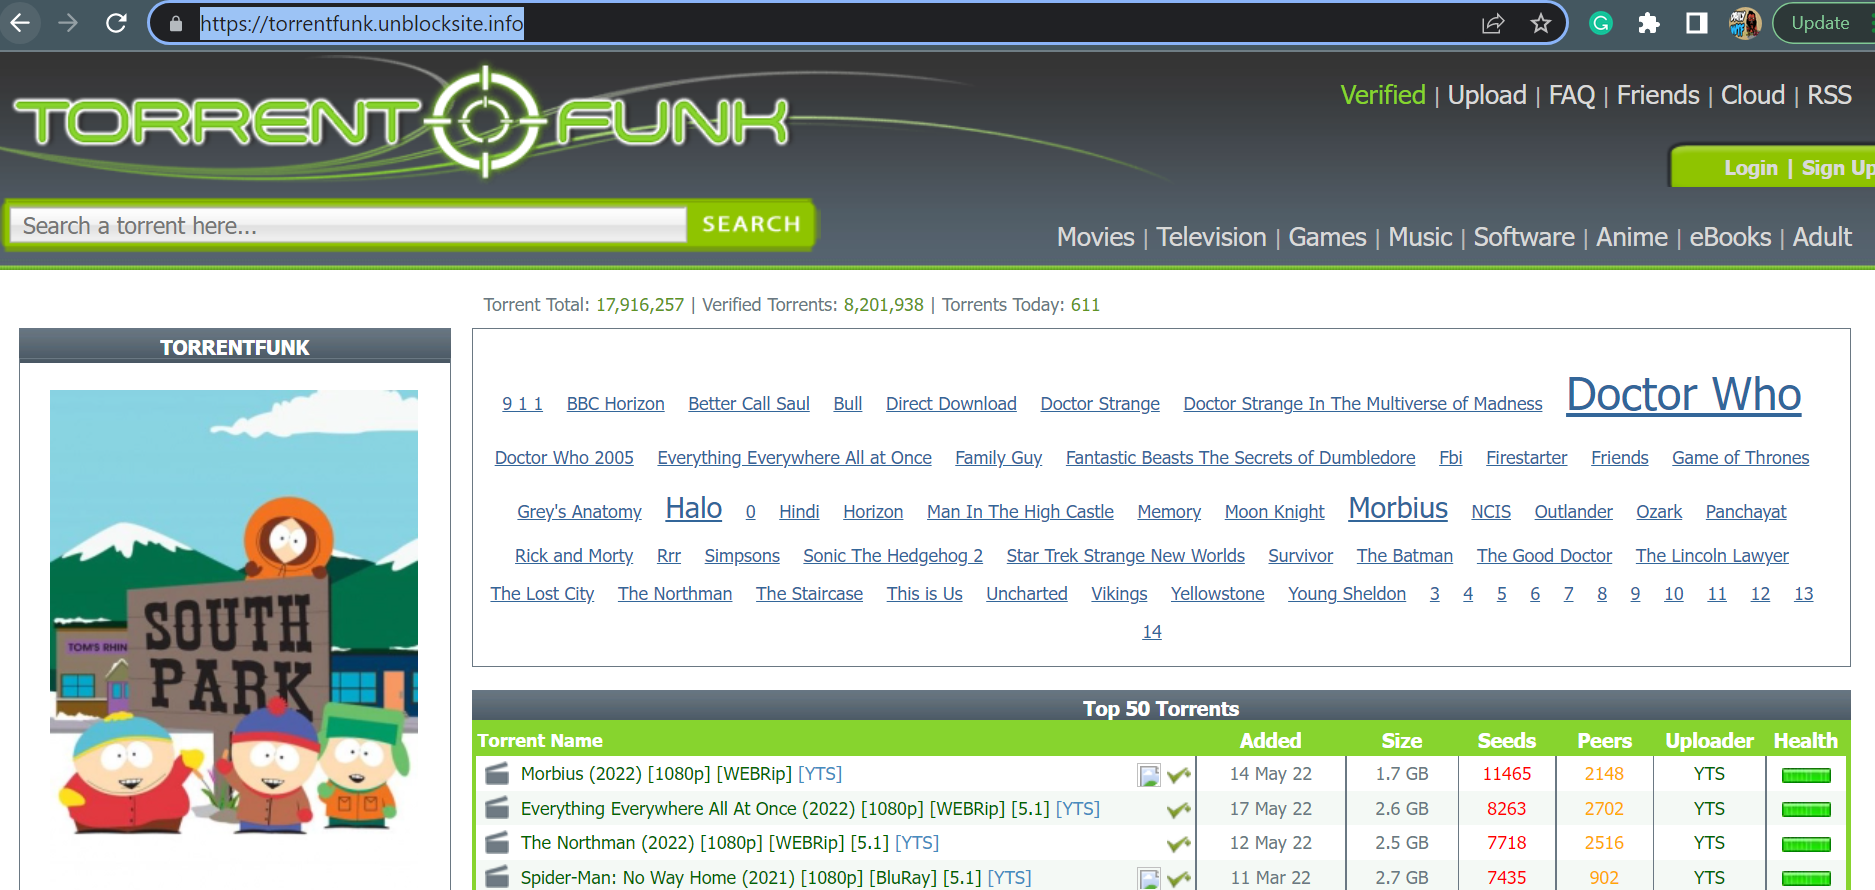 https://torrentfunk.unblocksite.info
Update
TORRENT FUNK
Verified | Upload | FAQ | Friends | Cloud | RSS
Login | Sign Up
Search a torrent here...
SEARCH
Movies | Television | Games | Music | Software | Anime | eBooks | Adult
Torrent Total: 17,916,257 | Verified Torrents: 8,201,938 | Torrents Today: 611
TORRENTFUNK
TOM'S RHIN
SOUTH
PARK
9 1 1 BBC Horizon Better Call Saul Bull Direct Download Doctor Strange Doctor Strange In The Multiverse of Madness Doctor Who
Doctor Who 2005 Everything Everywhere All at Once Family Guy Fantastic Beasts The Secrets of Dumbledore Fbi Firestarter Friends Game of Thrones
Grey's Anatomy Halo 0 Hindi Horizon Man In The High Castle Memory Moon Knight Morbius NCIS Outlander Ozark Panchayat
Rick and Morty Rrr Simpsons Sonic The Hedgehog 2 Star Trek Strange New Worlds Survivor The Batman The Good Doctor The Lincoln Lawyer
The Lost City The Northman The Staircase This is Us Uncharted Vikings Yellowstone Young Sheldon 3 4 5 6 7 8 9 10 11 12 13
14
Top 50 Torrents
Torrent Name Added Size Seeds Peers Uploader Health
Morbius (2022) [1080p] [WEBRip] [YTS] 14 May 22 1.7 GB 11465 2148 YTS
Everything Everywhere All At Once (2022) [1080p] [WEBRip] [5.1] [YTS] 17 May 22 2.6 GB 8263 2702 YTS
The Northman (2022) [1080p] [WEBRip] [5.1] [YTS] 12 May 22 2.5 GB 7718 2516 YTS
Spider-Man: No Way Home (2021) [1080p] [BluRay] [5.1] [YTS] 11 Mar 22 2.7 GB 7435 902 YTS